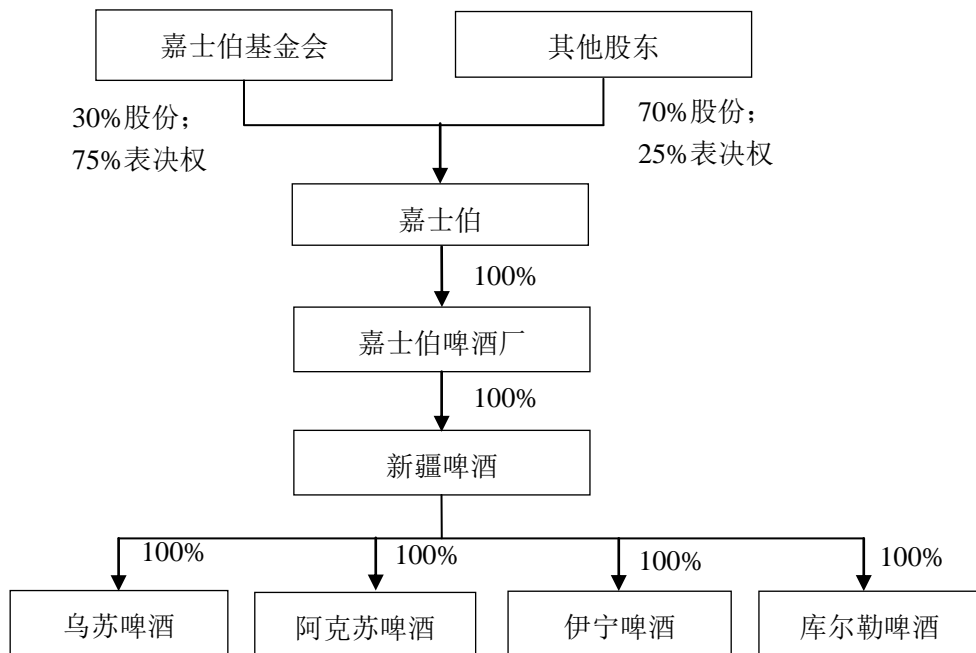 嘉士伯基金会
其他股东
30%股份；
75%表决权
70%股份；
25%表决权
嘉士伯
100%
嘉士伯啤酒厂
100%
新疆啤酒
100%
100%
100%
100%
乌苏啤酒
阿克苏啤酒
伊宁啤酒
库尔勒啤酒